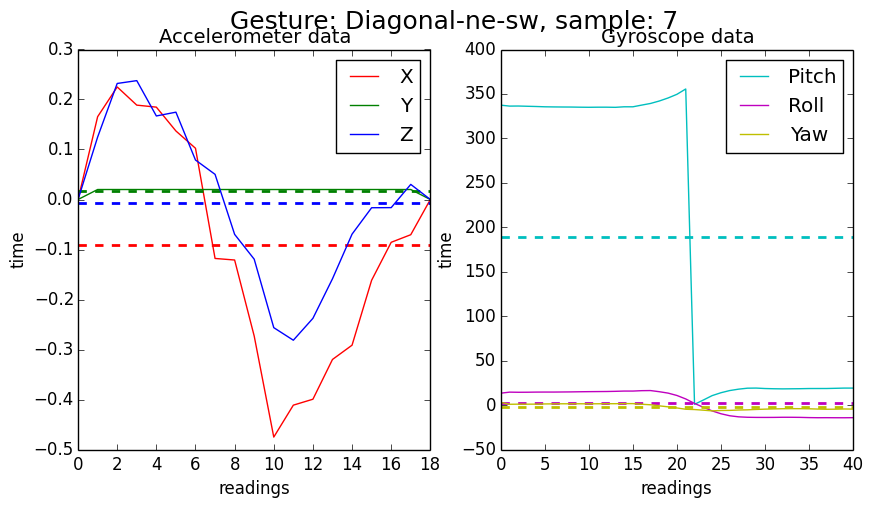 Gesture: Diagonal-ne-sw, sample: 7
Accelerometer data
0.3
0.2
0.1
0.0
−0.1
−0.2
−0.3
−0.4
−0.5
time
0 2 4 6 8 10 12 14 16 18
readings
X
Y
Z
Gyroscope data
400
350
300
250
200
150
100
50
0
−50
time
0 5 10 15 20 25 30 35 40
readings
Pitch
Roll
Yaw